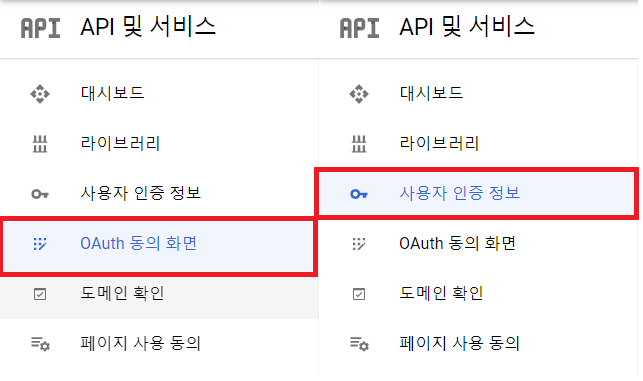 API API 및 서비스
대시보드
라이브러리
사용자 인증 정보
OAuth 동의 화면
도메인 확인
페이지 사용 동의
API API 및 서비스
대시보드
라이브러리
사용자 인증 정보
OAuth 동의 화면
도메인 확인
페이지 사용 동의